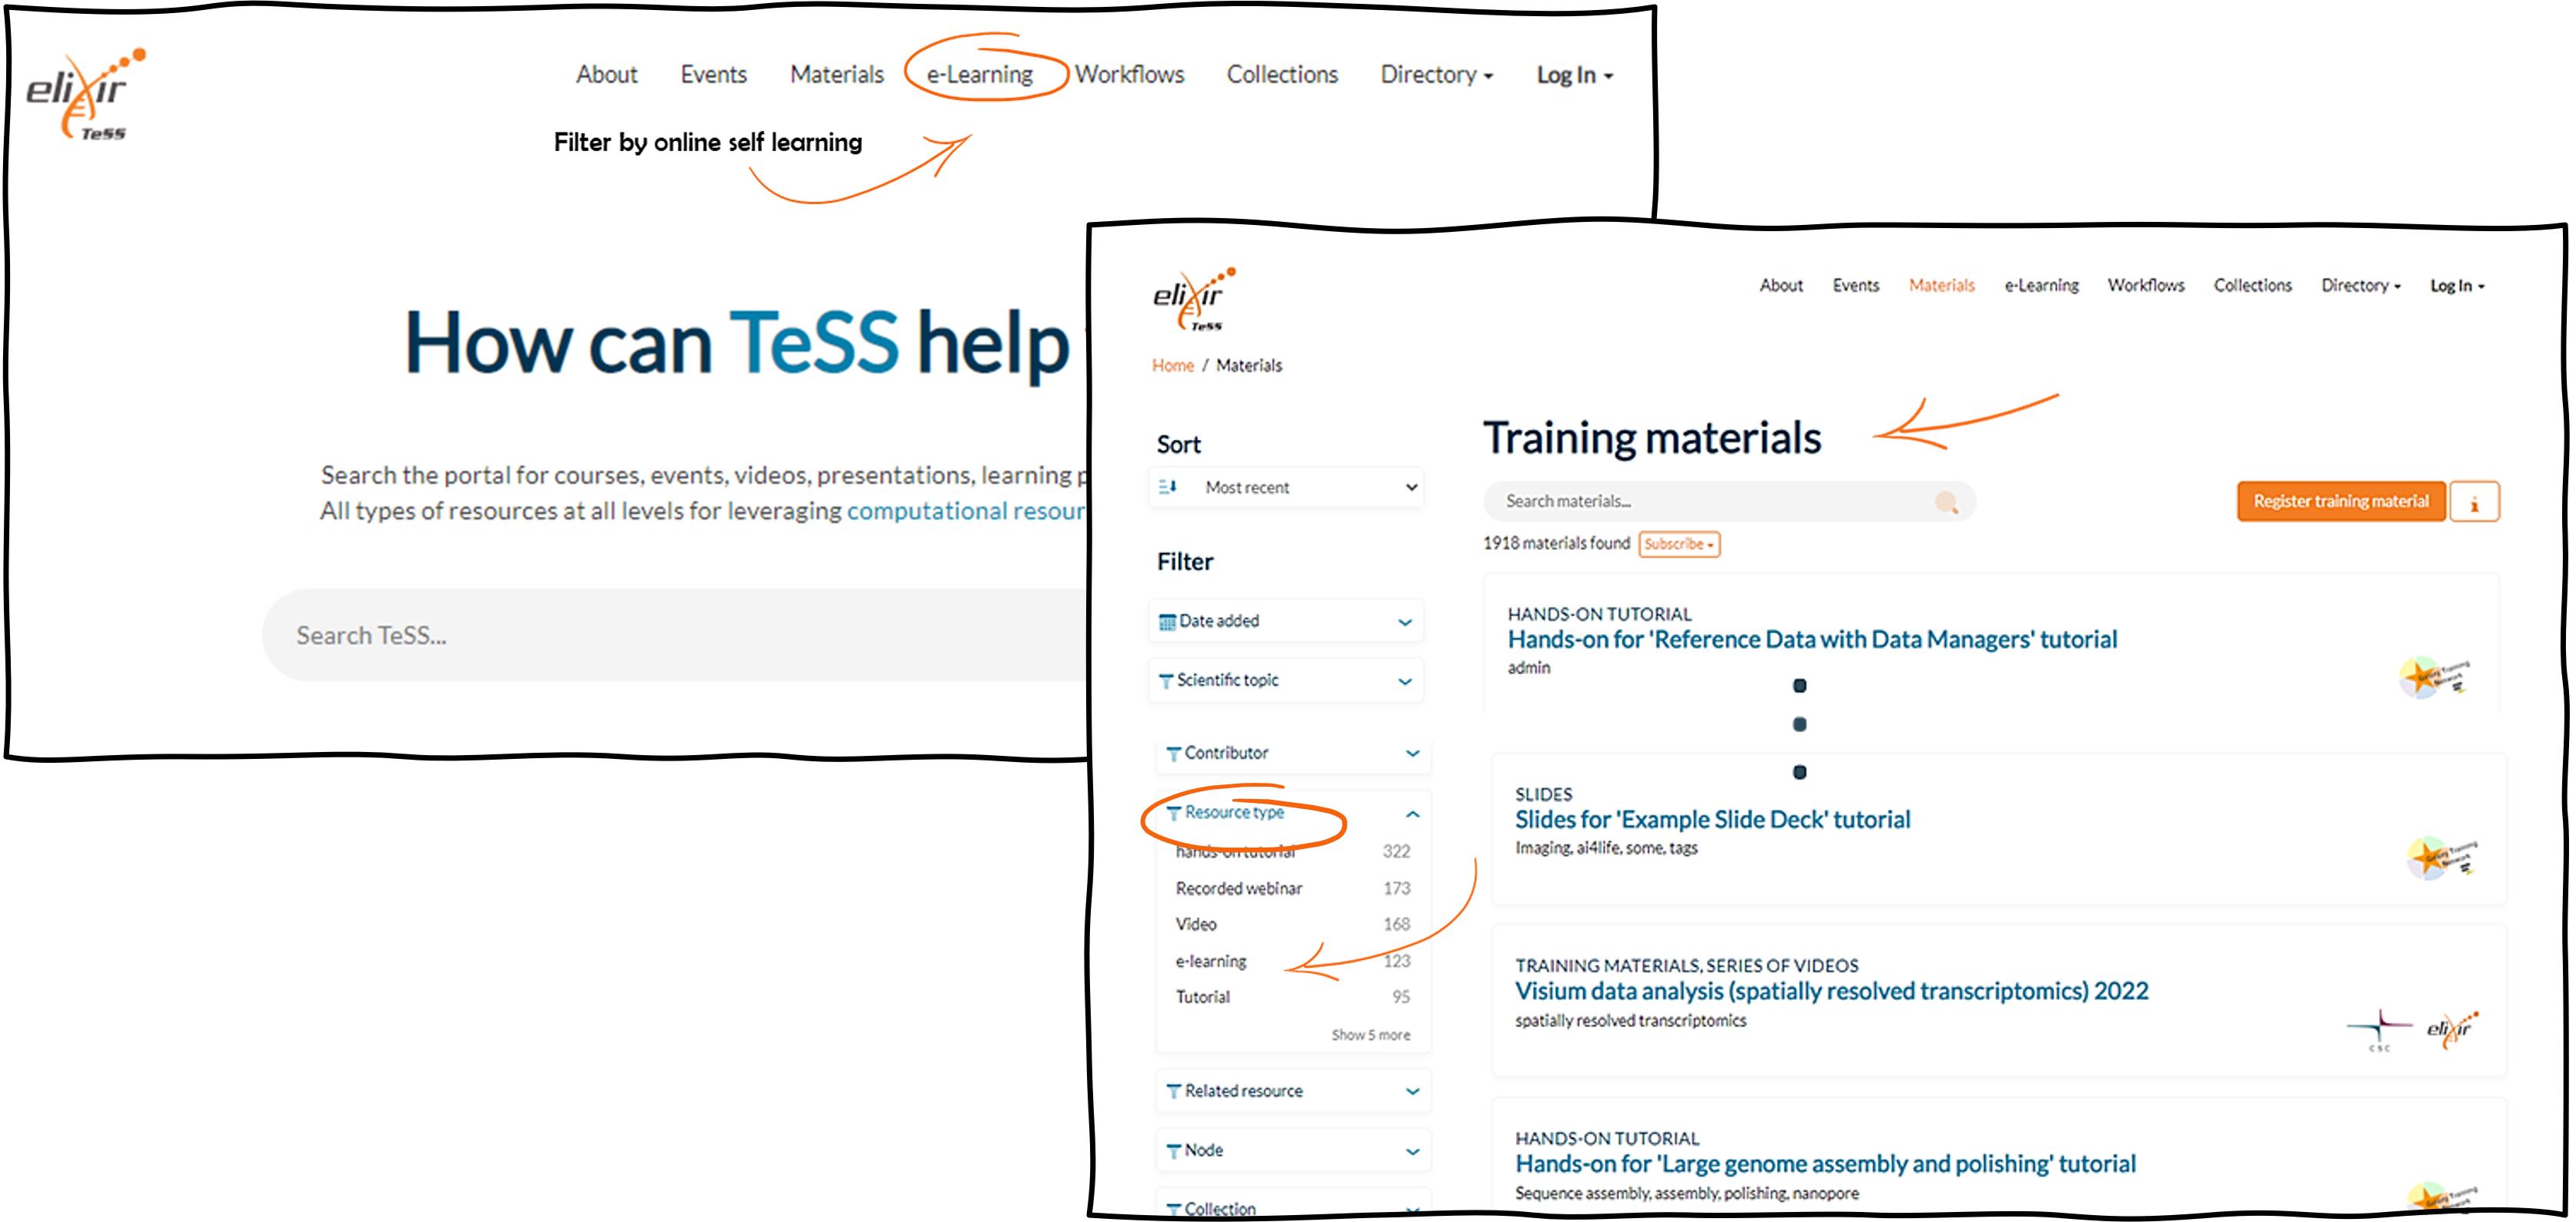 elixir
TeSS
About Events Materials e-Learning Workflows Collections Directory Log In
Filter by online self learning
How can TeSS help
Search the portal for courses, events, videos, presentations, learning p
All types of resources at all levels for leveraging computational resour
Search TeSS...
elixir
TeSS
About Events Materials e-Learning Workflows Collections Directory Log In
Home / Materials
Sort
Most recent
Filter
Date added
Scientific topic
Contributor
Resource type
hands-on tutorial 322
Recorded webinar 173
Video 168
e-learning 123
Tutorial 95
Show 5 more
Related resource
Node
Collection
Training materials
Search materials...
Register training material
i
1918 materials found Subscribe
HANDS-ON TUTORIAL
Hands-on for 'Reference Data with Data Managers' tutorial
admin
Galaxy Training
Network
SLIDES
Slides for 'Example Slide Deck' tutorial
Imaging, ai4life, some, tags
Galaxy Training
Network
TRAINING MATERIALS, SERIES OF VIDEOS
Visium data analysis (spatially resolved transcriptomics) 2022
spatially resolved transcriptomics
CSC
elixir
HANDS-ON TUTORIAL
Hands-on for 'Large genome assembly and polishing' tutorial
Sequence assembly, assembly, polishing, nanopore